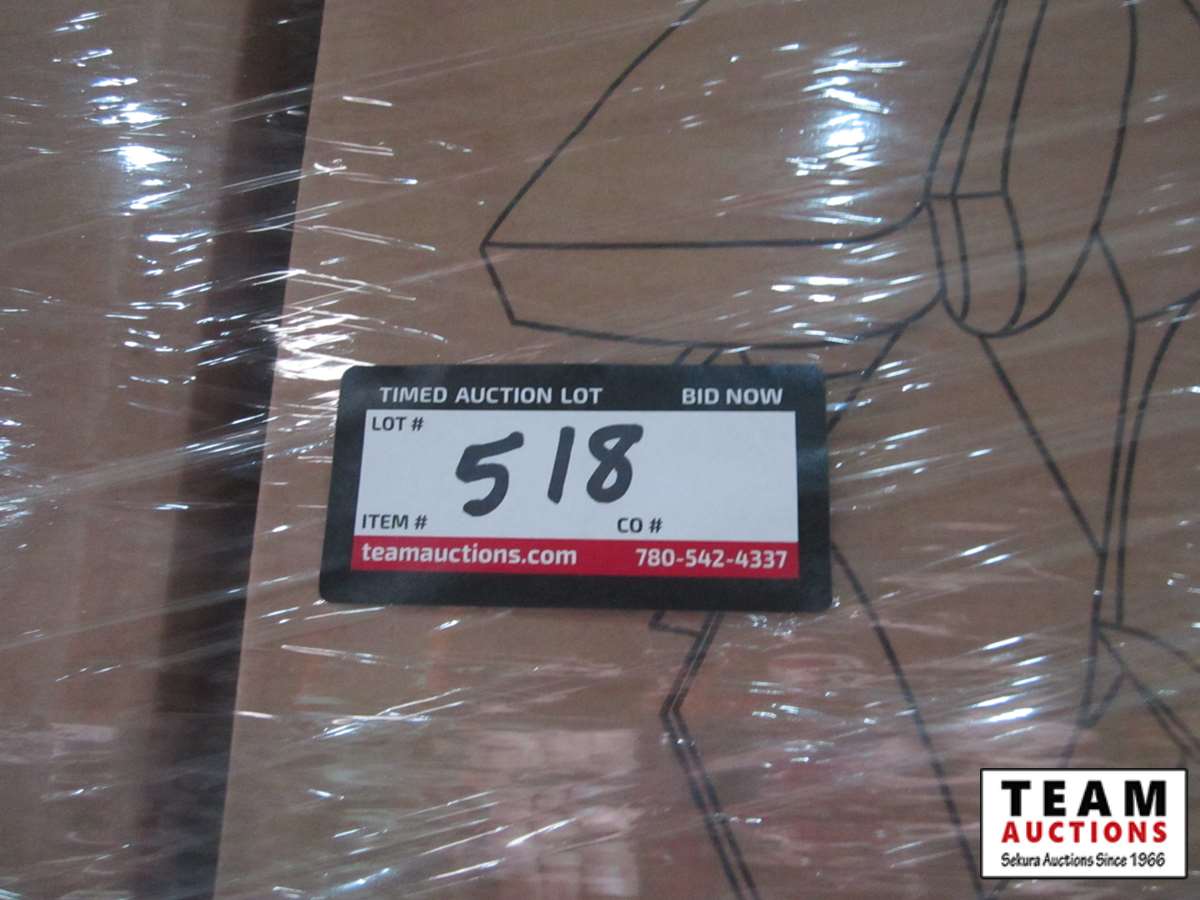 TIMED AUCTION LOT BID NOW
LOT #
518
ITEM # CO #
teamauctions.com 780-542-4337
TEAM
AUCTIONS
Sekura Auctions Since 1966